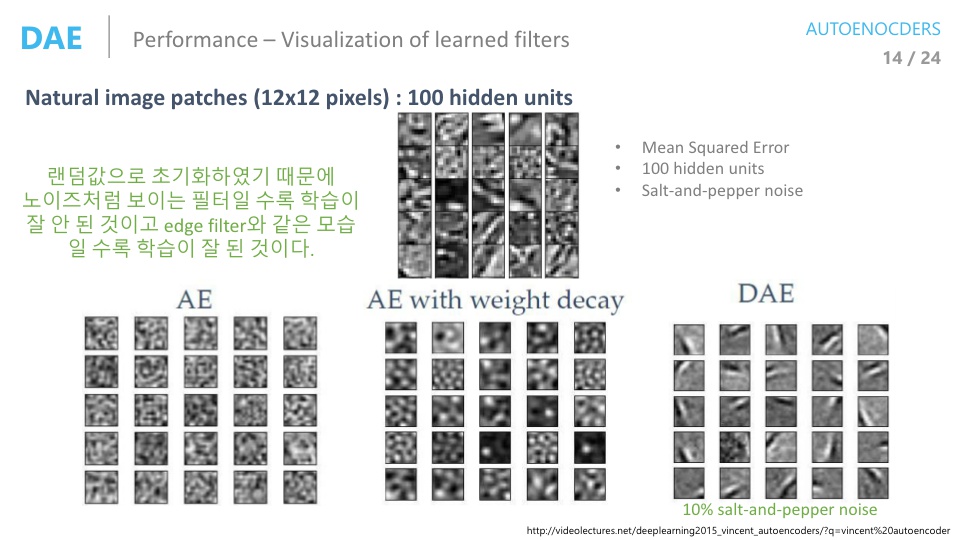 DAE
Performance – Visualization of learned filters
AUTOENOCDERS
14 / 24
Natural image patches (12x12 pixels) : 100 hidden units
• Mean Squared Error
• 100 hidden units
• Salt-and-pepper noise
랜덤값으로 초기화하였기 때문에
노이즈처럼 보이는 필터일 수록 학습이
잘 안 된 것이고 edge filter와 같은 모습
일 수록 학습이 잘 된 것이다.
AE
AE with weight decay
DAE
10% salt-and-pepper noise
http://videolectures.net/deeplearning2015_vincent_autoencoders/?q=vincent%20autoencoder